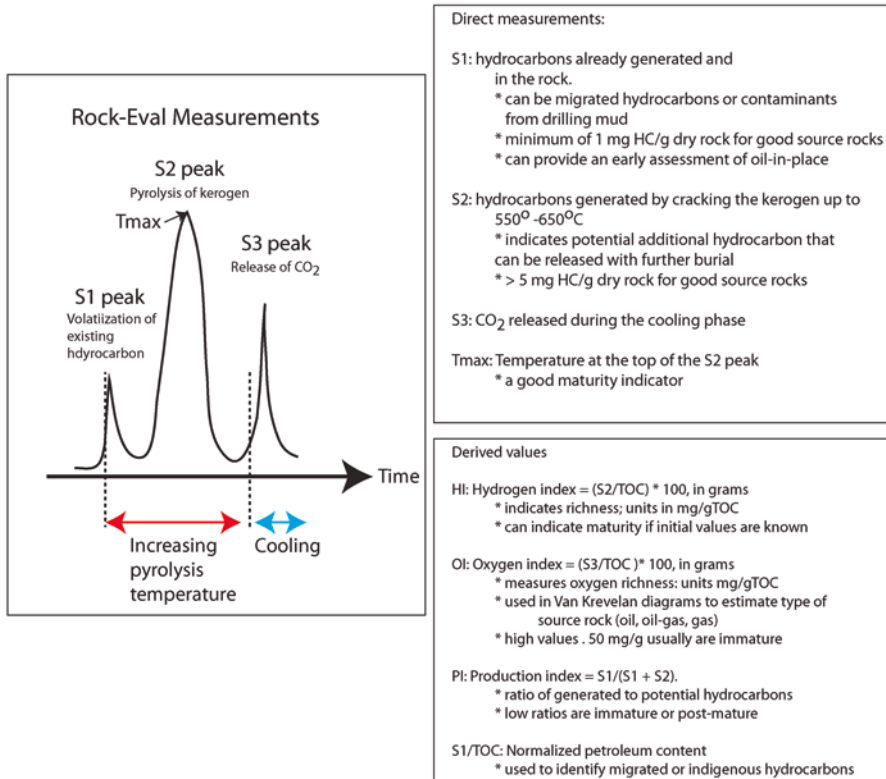 Rock-Eval Measurements
S2 peak
Pyrolysis of kerogen
Tmax
S3 peak
Release of CO2
S1 peak
Volatiization of
existing
hdyrocarbon
Time
Increasing
pyrolysis
temperature
Cooling
Direct measurements:
S1: hydrocarbons already generated and
in the rock.
* can be migrated hydrocarbons or contaminants
from drilling mud
* minimum of 1 mg HC/g dry rock for good source rocks
* can provide an early assessment of oil-in-place
S2: hydrocarbons generated by cracking the kerogen up to
550O -650OC
* indicates potential additional hydrocarbon that
can be released with further burial
* > 5 mg HC/g dry rock for good source rocks
S3: CO2 released during the cooling phase
Tmax: Temperature at the top of the S2 peak
* a good maturity indicator
Derived values
HI: Hydrogen index = (S2/TOC) * 100, in grams
* indicates richness; units in mg/gTOC
* can indicate maturity if initial values are known
OI: Oxygen index = (S3/TOC )* 100, in grams
* measures oxygen richness: units mg/gTOC
* used in Van Krevelan diagrams to estimate type of
source rock (oil, oil-gas, gas)
* high values . 50 mg/g usually are immature
PI: Production index = S1/(S1 + S2).
* ratio of generated to potential hydrocarbons
* low ratios are immature or post-mature
S1/TOC: Normalized petroleum content
* used to identify migrated or indigenous hydrocarbons